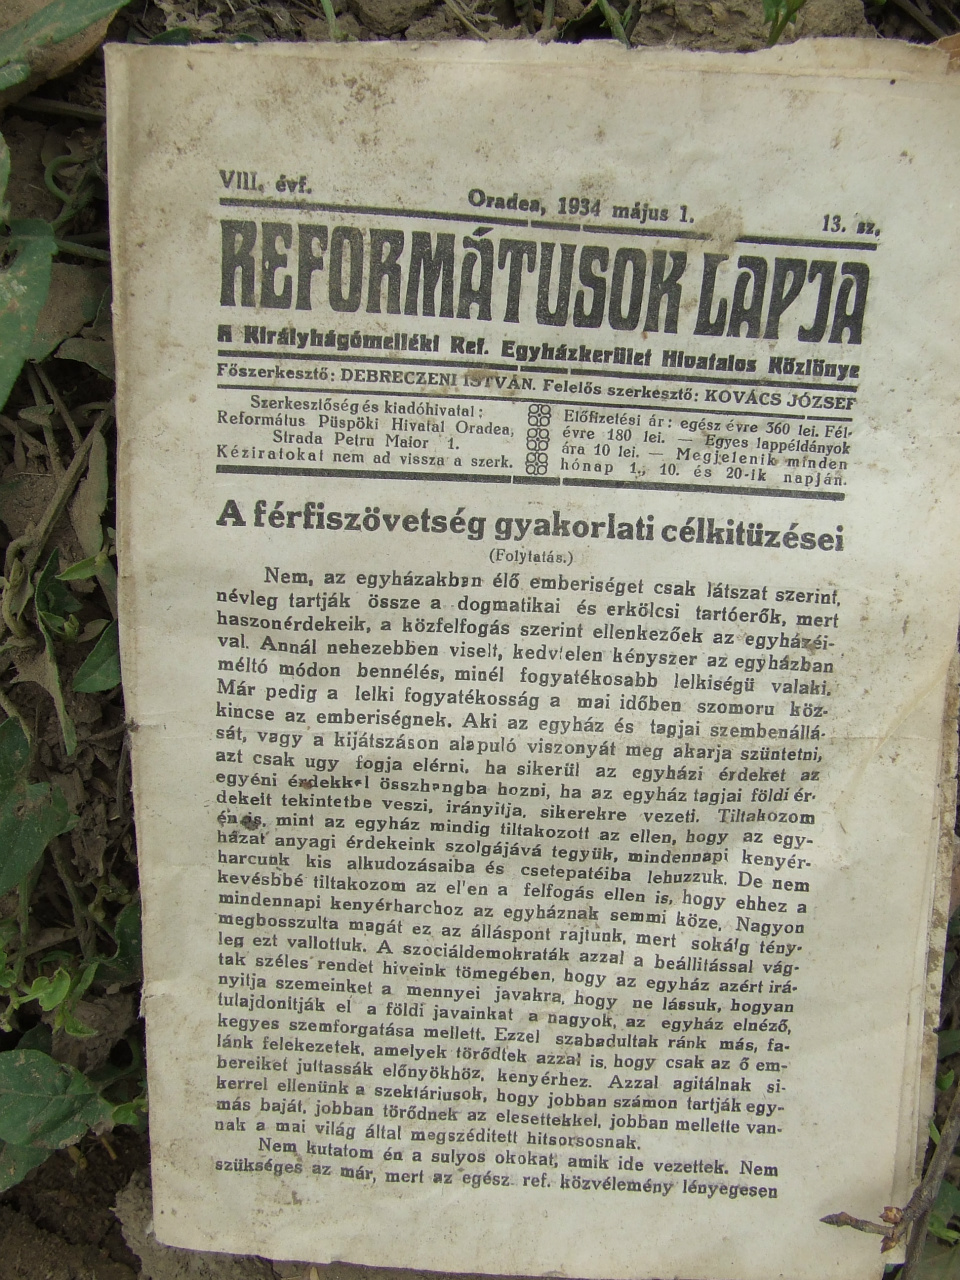 VIII. évf.
Oradea, 1934 május 1.
13. sz.
REFORMÁTUSOK LAPJA
A Királyhágómelléki Ref. Egyházkerület Hivatalos Közlönye
Főszerkesztő: DEBRECZENI ISTVÁN. Felelős szerkesztő: KOVÁCS JÓZSEF
Szerkesztőség és kiadóhivatal:
Református Püspöki Hivatal Oradea,
Strada Petru Maior 1.
Kéziratokat nem ad vissza a szerk.
Előfizetési ár: egész évre 360 lei. Fél-
évre 180 lei. — Egyes lappéldányok
ára 10 lei. — Megjelenik minden
hónap 1., 10. és 20-ik napján.
A férfiszövetség gyakorlati célkitüzései
(Folytatás.)
Nem, az egyházakban élő emberiséget csak látszat szerint,
névleg tartják össze a dogmatikai és erkölcsi tartóerők, mert
haszonérdekeik, a közfelfogás szerint ellenkezőek az egyházéi-
val. Annál nehezebben viselt, kedvtelen kényszer az egyházban
méltó módon bennélés, minél fogyatékosabb lelkiségü valaki.
Már pedig a lelki fogyatékosság a mai időben szomoru köz-
kincse az emberiségnek. Aki az egyház és tagjai szembenállá-
sát, vagy a kijátszáson alapuló viszonyát meg akarja szüntetni,
azt csak ugy fogja elérni, ha sikerül az egyházi érdeket az
egyéni érdekkel összhangba hozni, ha az egyház tagjai földi ér-
dekeit tekintetbe veszi, irányitja, sikerekre vezeti. Tiltakozom
én is, mint az egyház mindig tiltakozott az ellen, hogy az egy-
házat anyagi érdekeink szolgájává tegyük, mindennapi kenyér-
harcunk kis alkudozásaiba és csetepatéiba lehuzzuk. De nem
kevésbbé tiltakozom az el'en a felfogás ellen is, hogy ehhez a
mindennapi kenyérharchoz az egyháznak semmi köze. Nagyon
megbosszulta magát ez az álláspont rajtunk, mert sokáig tény-
leg ezt vallottuk. A szociáldemokraták azzal a beállitással vág-
tak széles rendet hiveink tömegében, hogy az egyház azért irá-
nyitja szemeinket a mennyei javakra, hogy ne lássuk, hogyan
tulajdonitják el a földi javainkat a nagyok, az egyház elnéző,
kegyes szemforgatása mellett. Ezzel szabadultak ránk más, fa-
lánk felekezetek, amelyek törődtek azzal is, hogy csak az ő em-
bereiket juttassák előnyökhöz, kenyérhez. Azzal agitálnak si-
kerrel ellenünk a szektáriusok, hogy jobban számon tartják egy-
más baját, jobban törődnek az elesettekkel, jobban mellette van-
nak a mai világ által megszéditett hitsorsosnak.
Nem kutatom én a sulyos okokat, amik ide vezettek. Nem
szükséges az már, mert az egész ref. közvélemény lényegesen